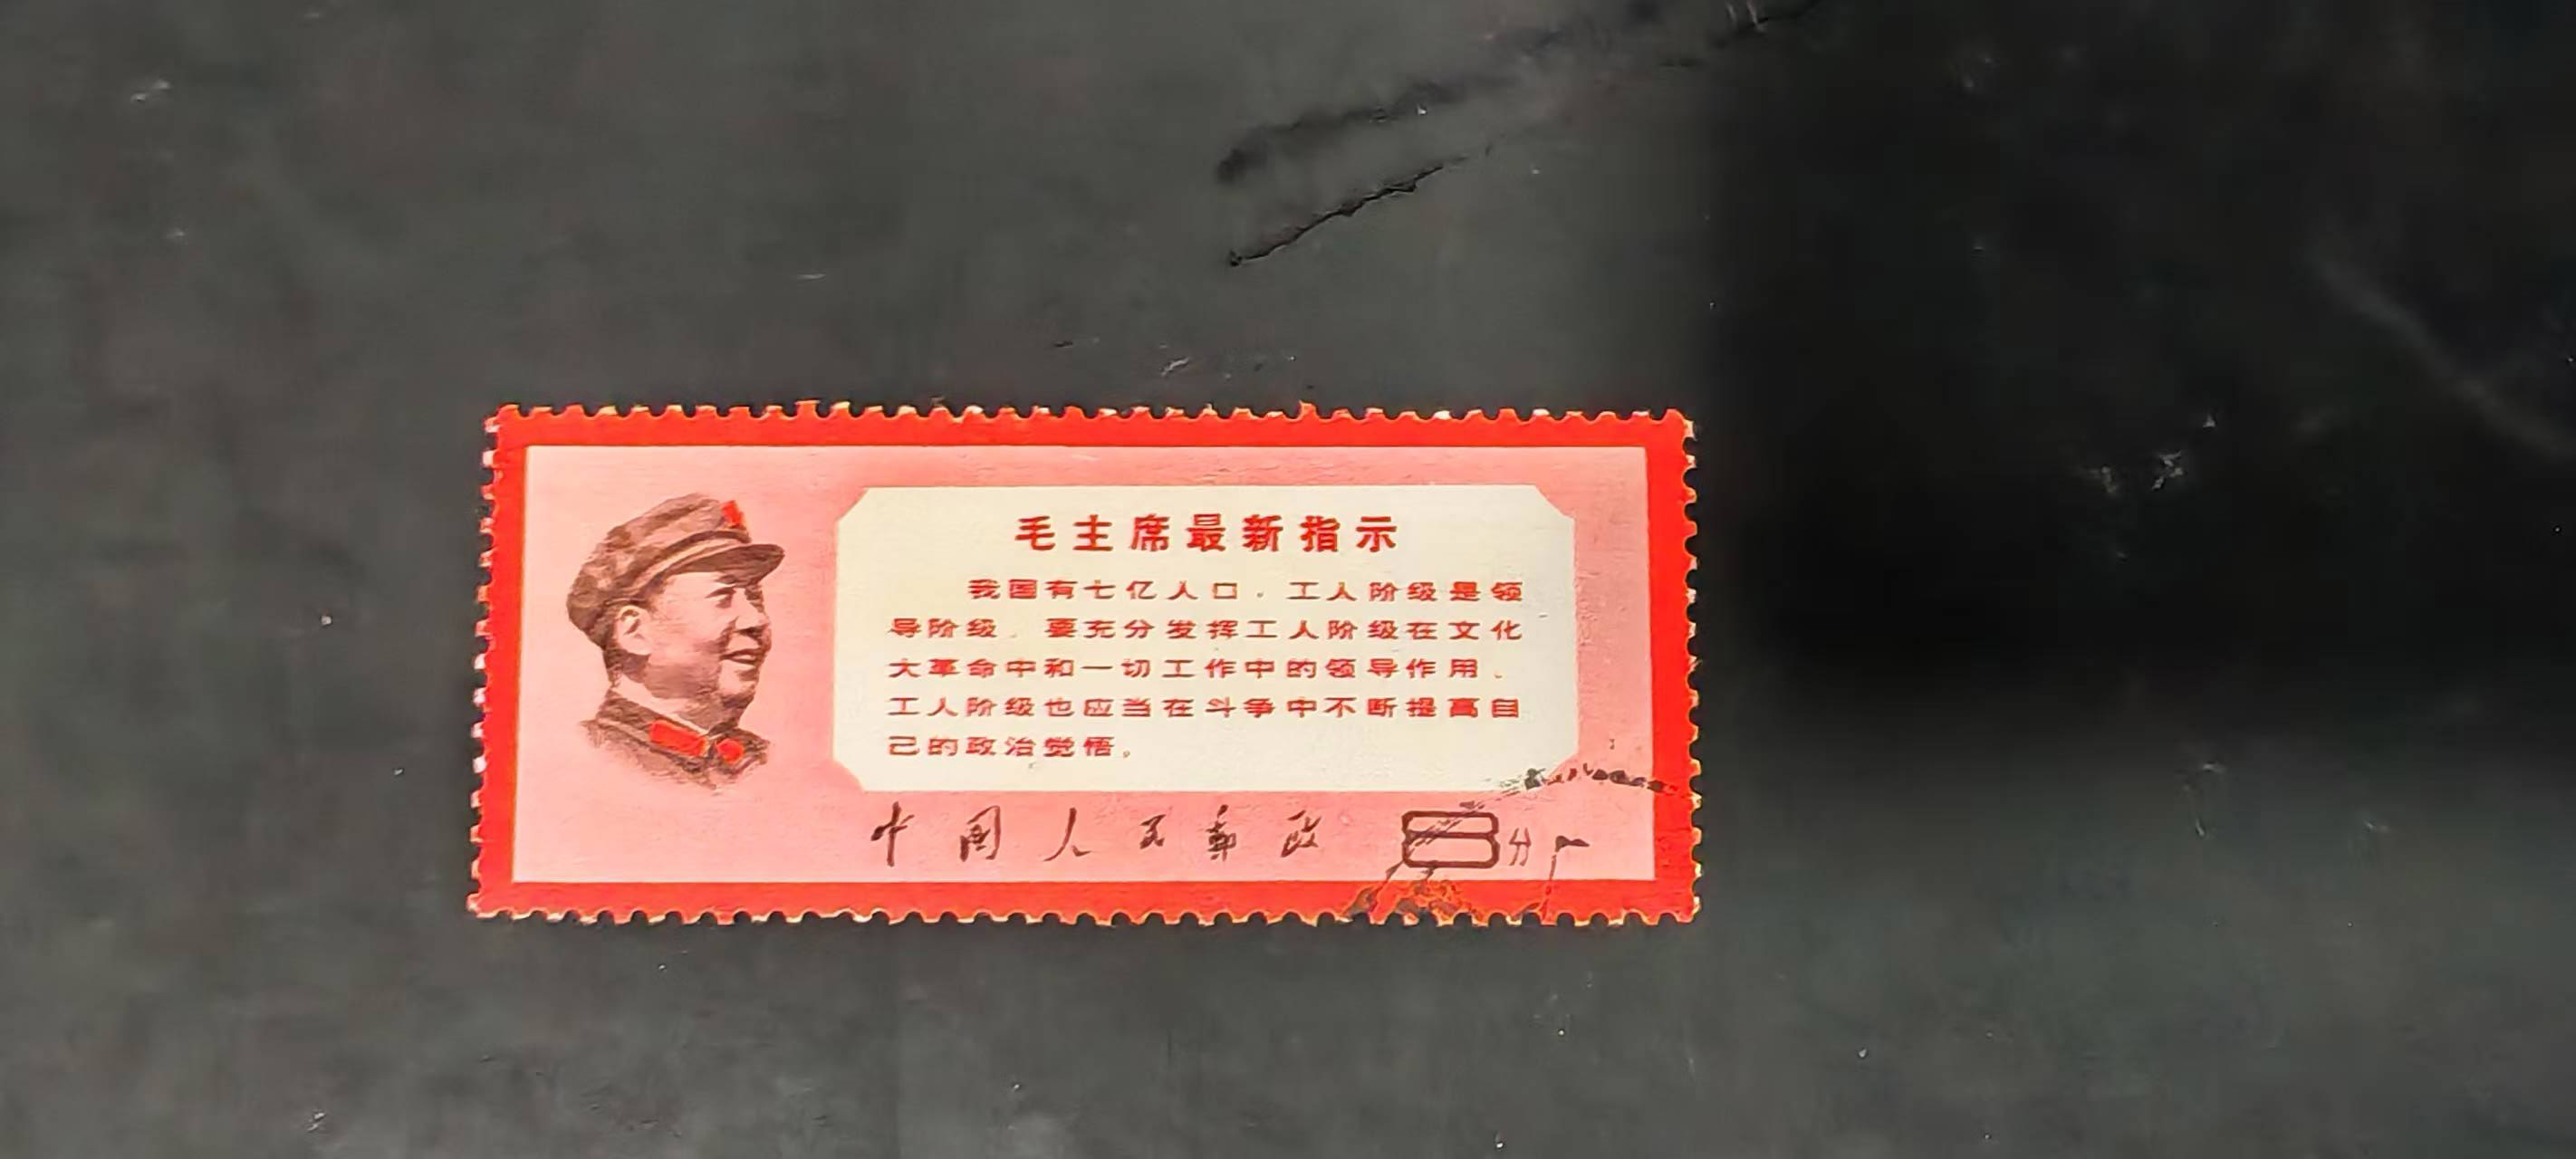 毛主席最新指示
我国有七亿人口，工人阶级是领
导阶级。要充分发挥工人阶级在文化
大革命中和一切工作中的领导作用。
工人阶级也应当在斗争中不断提高自
己的政治觉悟。
中国人民邮政 8分